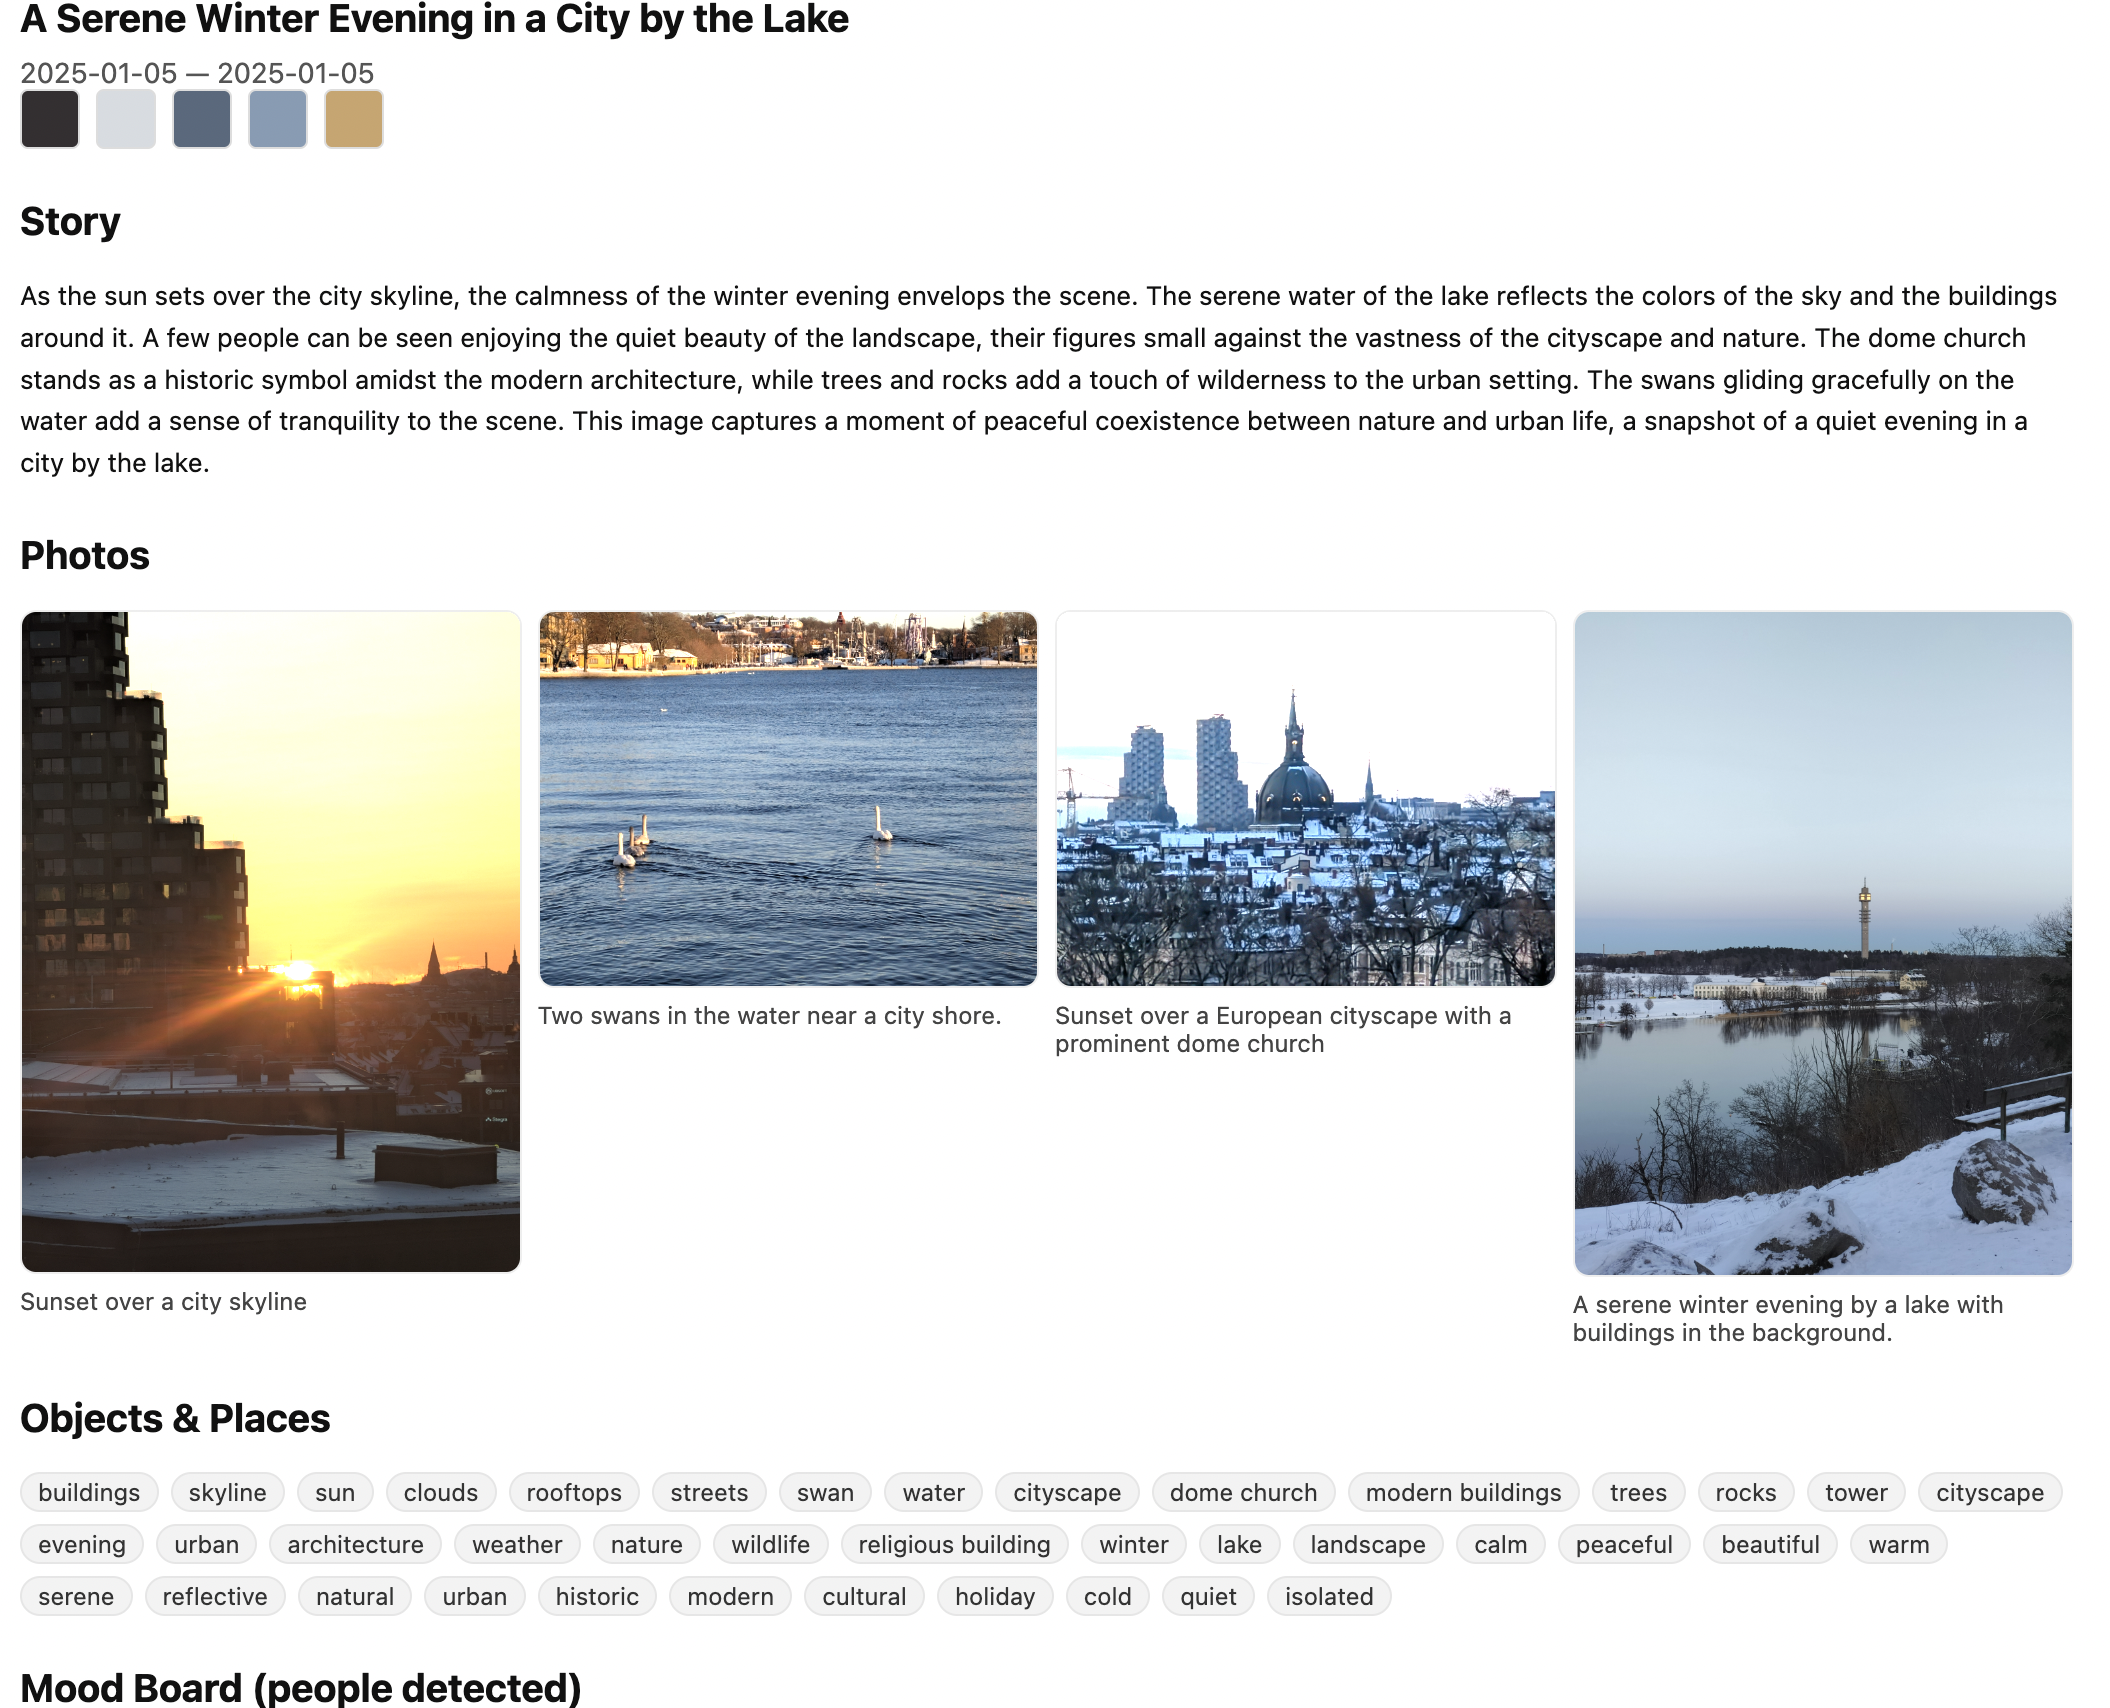 A Serene Winter Evening in a City by the Lake
2025-01-05 — 2025-01-05
Story
As the sun sets over the city skyline, the calmness of the winter evening envelops the scene. The serene water of the lake reflects the colors of the sky and the buildings
around it. A few people can be seen enjoying the quiet beauty of the landscape, their figures small against the vastness of the cityscape and nature. The dome church
stands as a historic symbol amidst the modern architecture, while trees and rocks add a touch of wilderness to the urban setting. The swans gliding gracefully on the
water add a sense of tranquility to the scene. This image captures a moment of peaceful coexistence between nature and urban life, a snapshot of a quiet evening in a
city by the lake.
Photos
Sunset over a city skyline
Two swans in the water near a city shore.
Sunset over a European cityscape with a
prominent dome church
A serene winter evening by a lake with
buildings in the background.
Objects & Places
buildings skyline sun clouds rooftops streets swan water cityscape dome church modern buildings trees rocks tower cityscape
evening urban architecture weather nature wildlife religious building winter lake landscape calm peaceful beautiful warm
serene reflective natural urban historic modern cultural holiday cold quiet isolated
Mood Board (people detected)